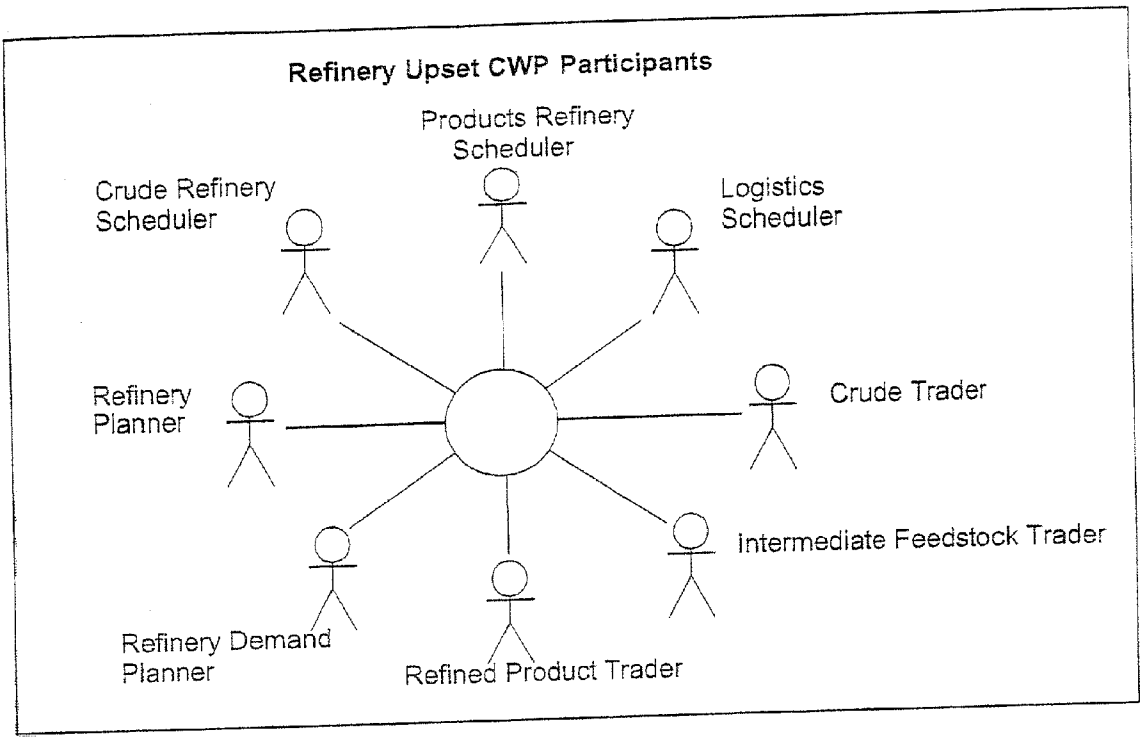 Refinery Upset CWP Participants
Products Refinery
Scheduler
Crude Refinery
Scheduler
Logistics
Scheduler
Refinery
Planner
Crude Trader
Intermediate Feedstock Trader
Refinery Demand
Planner
Refined Product Trader